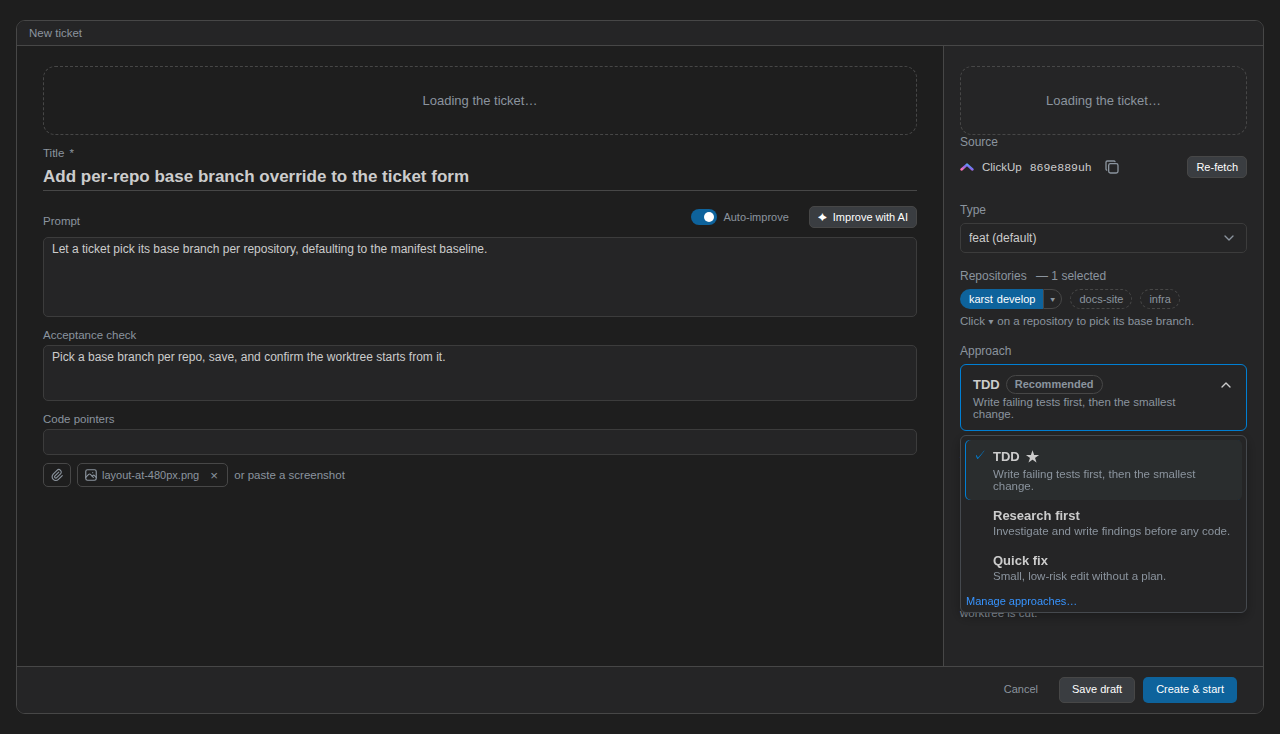 New ticket
Loading the ticket…
Title *
Add per-repo base branch override to the ticket form
Prompt
Auto-improve
Improve with AI
Let a ticket pick its base branch per repository, defaulting to the manifest baseline.
Acceptance check
Pick a base branch per repo, save, and confirm the worktree starts from it.
Code pointers
layout-at-480px.png ×
or paste a screenshot
Loading the ticket…
Source
ClickUp 869e889uh
Re-fetch
Type
feat (default)
Repositories — 1 selected
karst develop ▾
docs-site
infra
Click ▾ on a repository to pick its base branch.
Approach
TDD Recommended
Write failing tests first, then the smallest
change.
✓ TDD ★
Write failing tests first, then the smallest
change.
Research first
Investigate and write findings before any code.
Quick fix
Small, low-risk edit without a plan.
Manage approaches…
worktree is cut.
Cancel
Save draft
Create & start